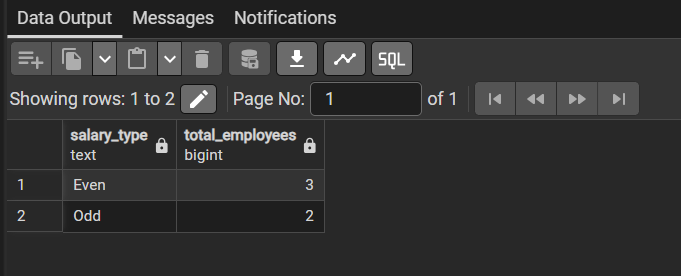 Data Output Messages Notifications
SQL
Showing rows: 1 to 2 Page No: 1 of 1
salary_type total_employees
text bigint
1 Even 3
2 Odd 2